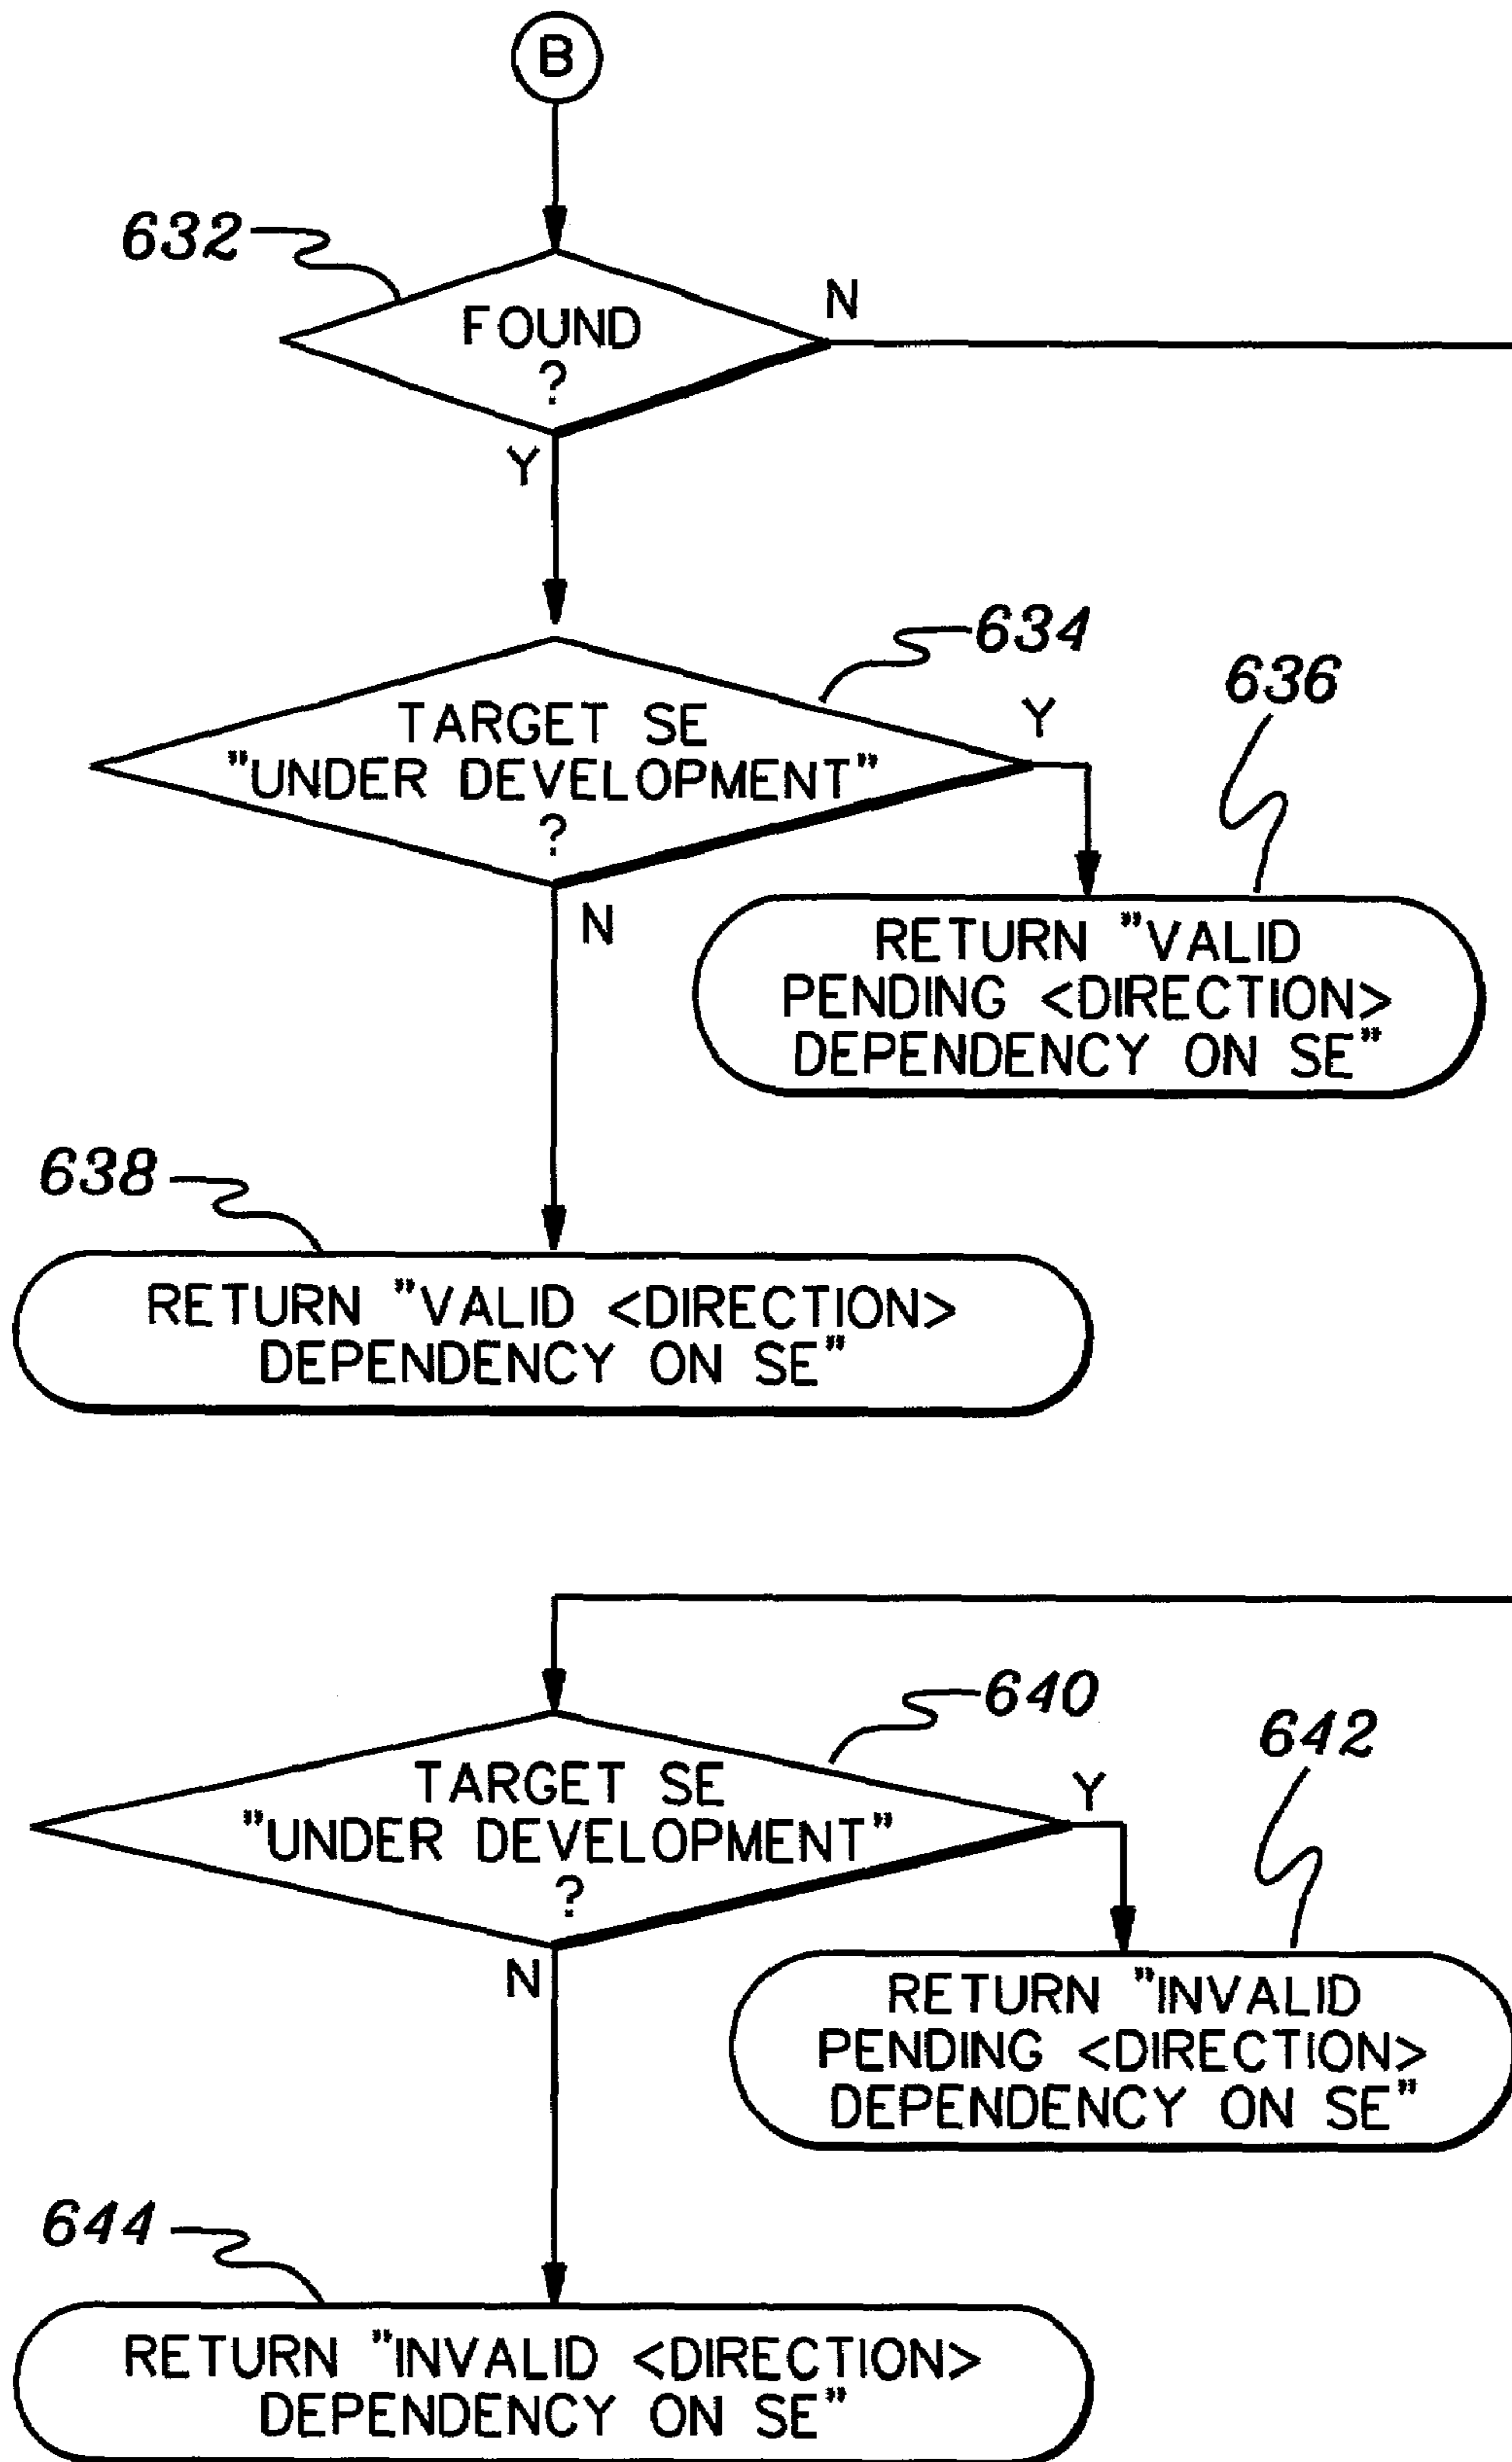 B
632
FOUND
?
N
Y
634
TARGET SE
"UNDER DEVELOPMENT"
?
Y
N
636
RETURN "VALID
PENDING <DIRECTION>
DEPENDENCY ON SE"
638
RETURN "VALID <DIRECTION>
DEPENDENCY ON SE"
640
TARGET SE
"UNDER DEVELOPMENT"
?
Y
N
642
RETURN "INVALID
PENDING <DIRECTION>
DEPENDENCY ON SE"
644
RETURN "INVALID <DIRECTION>
DEPENDENCY ON SE"